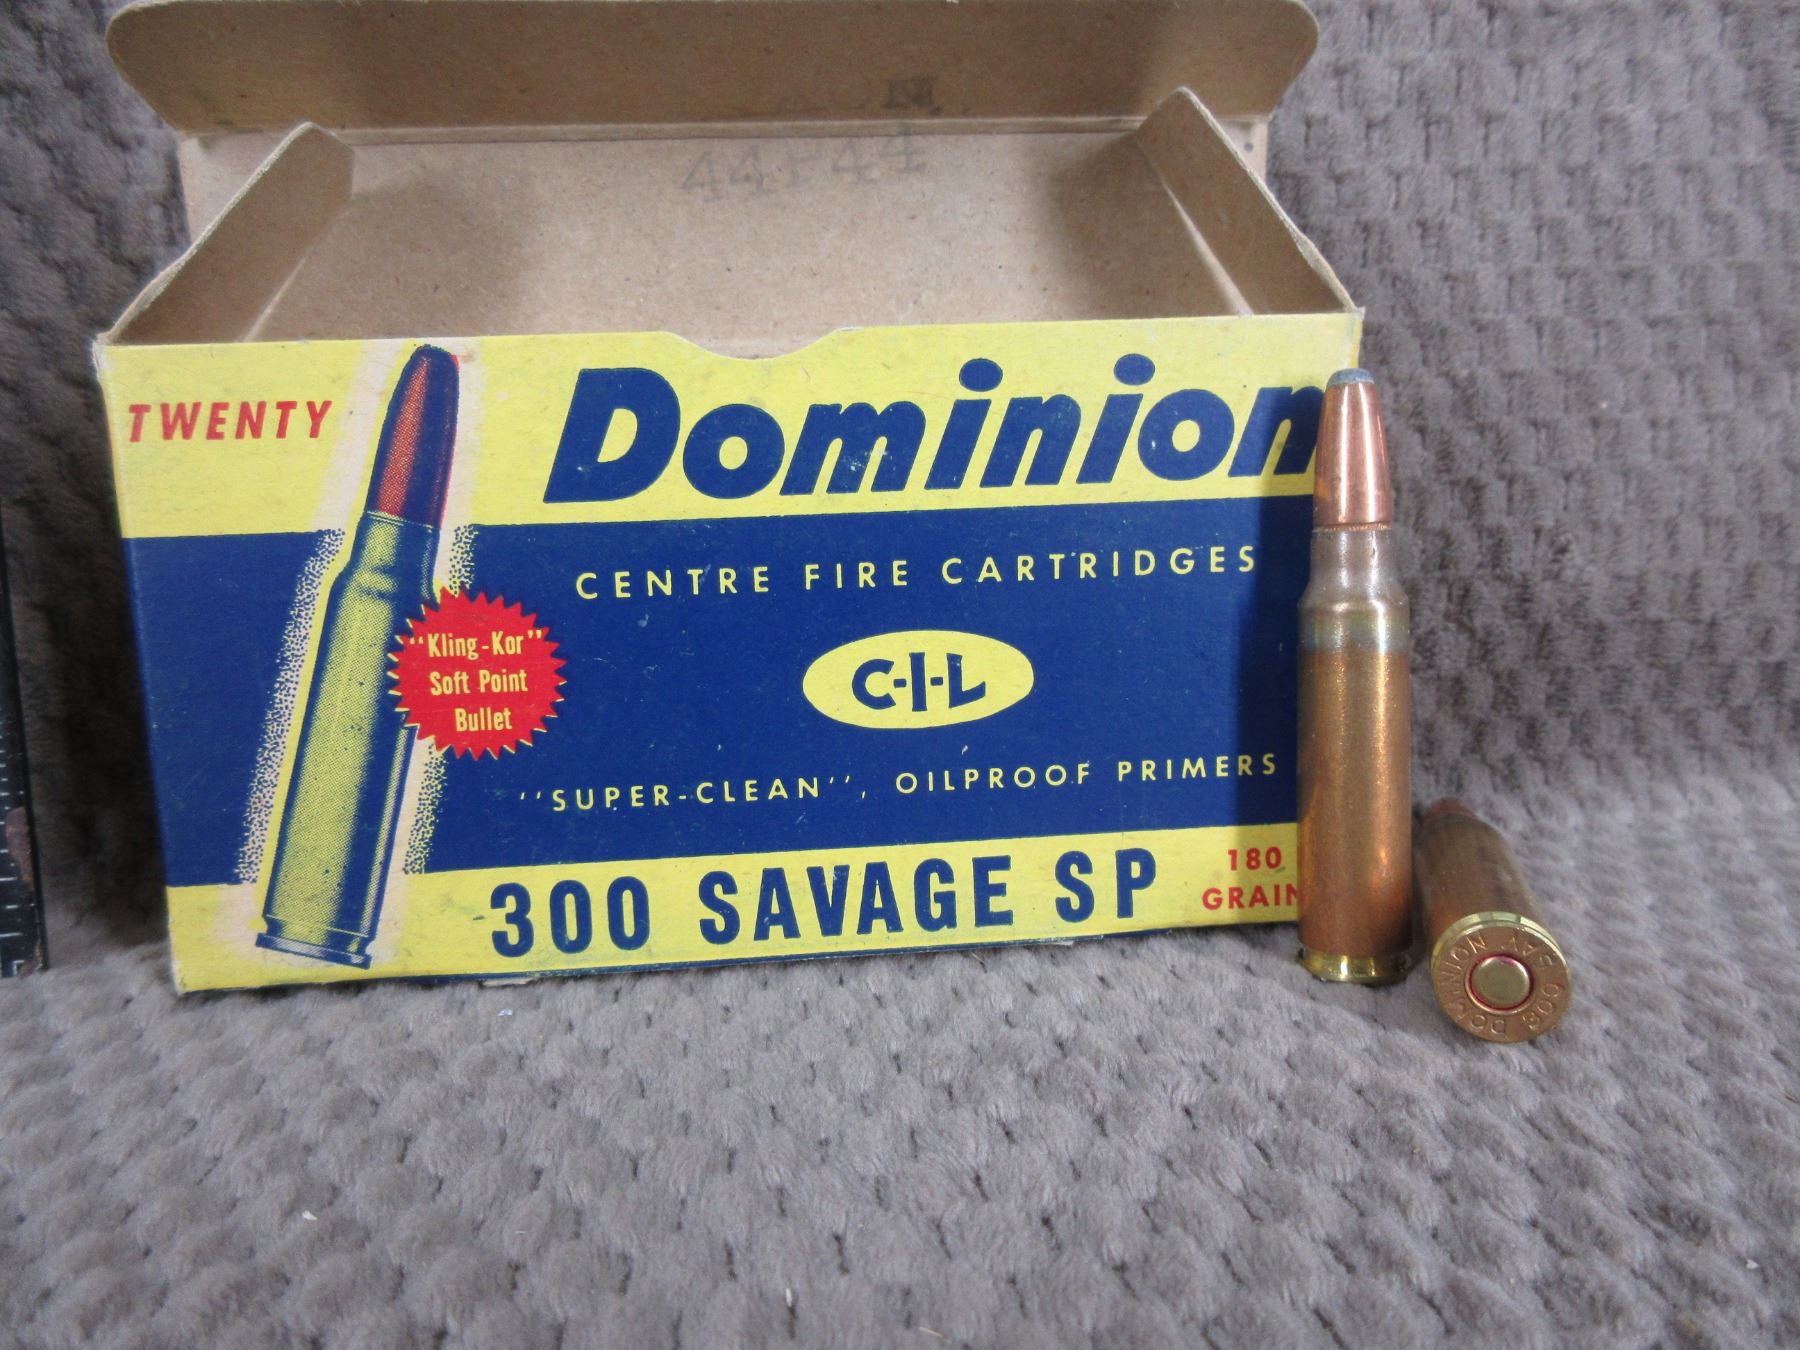 44P44
TWENTY
Dominion
CENTRE FIRE CARTRIDGES
"Kling-Kor"
Soft Point
Bullet
C-I-L
"SUPER-CLEAN", OILPROOF PRIMERS
300 SAVAGE SP
180
GRAIN
DOMINION 300 SAV